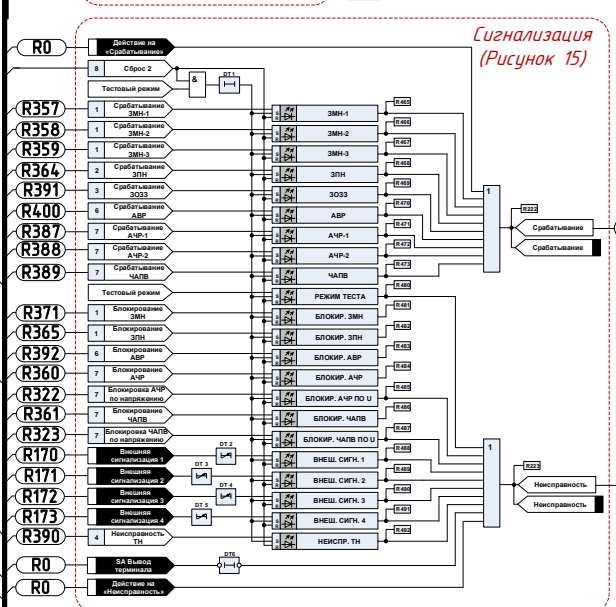 Сигнализация
(Рисунок 15)
R0 Действие на
«Срабатывание»
8 Сброс 2
Тестовый режим
&
DT 1
R357 1 Срабатывание
ЗМН-1
S R ЗМН-1 R465
R358 1 Срабатывание
ЗМН-2
S R ЗМН-2 R466
R359 1 Срабатывание
ЗМН-3
S R ЗМН-3 R467
R364 2 Срабатывание
ЗПН
S R ЗПН R468
R391 3 Срабатывание
ЗОЗЗ
S R ЗОЗЗ R469
R400 6 Срабатывание
АВР
S R АВР R470
R387 7 Срабатывание
АЧР-1
S R АЧР-1 R471
R388 7 Срабатывание
АЧР-2
S R АЧР-2 R472
R389 7 Срабатывание
ЧАПВ
S R ЧАПВ R473
1
R222
Срабатывание
Срабатывание
Тестовый режим
S R РЕЖИМ ТЕСТА R480
R371 1 Блокирование
ЗМН
S R БЛОКИР. ЗМН R481
R365 1 Блокирование
ЗПН
S R БЛОКИР. ЗПН R482
R392 6 Блокирование
АВР
S R БЛОКИР. АВР R483
R360 7 Блокирование
АЧР
S R БЛОКИР. АЧР R484
R322 7 Блокировка АЧР
по напряжению
S R БЛОКИР. АЧР ПО U R485
R361 7 Блокирование
ЧАПВ
S R БЛОКИР. ЧАПВ R486
R323 7 Блокировка ЧАПВ
по напряжению
S R БЛОКИР. ЧАПВ ПО U R487
R170 Внешняя
сигнализация 1
DT 2
S R ВНЕШ. СИГН. 1 R488
R171 Внешняя
сигнализация 2
DT 3
S R ВНЕШ. СИГН. 2 R489
R172 Внешняя
сигнализация 3
DT 4
S R ВНЕШ. СИГН. 3 R490
R173 Внешняя
сигнализация 4
DT 5
S R ВНЕШ. СИГН. 4 R491
R390 4 Неисправность
ТН
S R НЕИСПР. ТН R492
1
R223
Неисправность
Неисправность
R0 SA Вывод
терминала
DT6
R0 Действие на
«Неисправность»